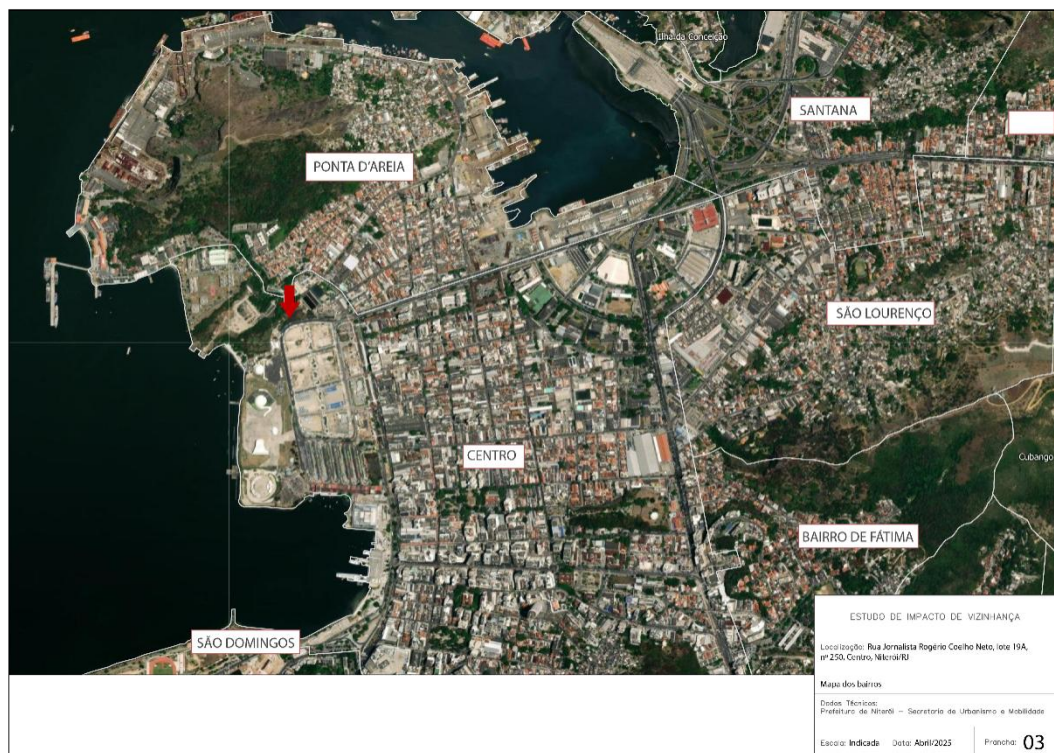 Ilha da Conceição
SANTANA
PONTA D'AREIA
SÃO LOURENÇO
CENTRO
Cubango
BAIRRO DE FÁTIMA
SÃO DOMINGOS
ESTUDO DE IMPACTO DE VIZINHANÇA
Localização: Rua Jornalista Rogério Coelho Neto, lote 19A,
nº 250, Centro, Niterói/RJ
Mapa dos bairros
Dados Técnicos:
Prefeitura de Niterói – Secretaria de Urbanismo e Mobilidade
Escala: Indicada Data: Abril/2025 Prancha: 03